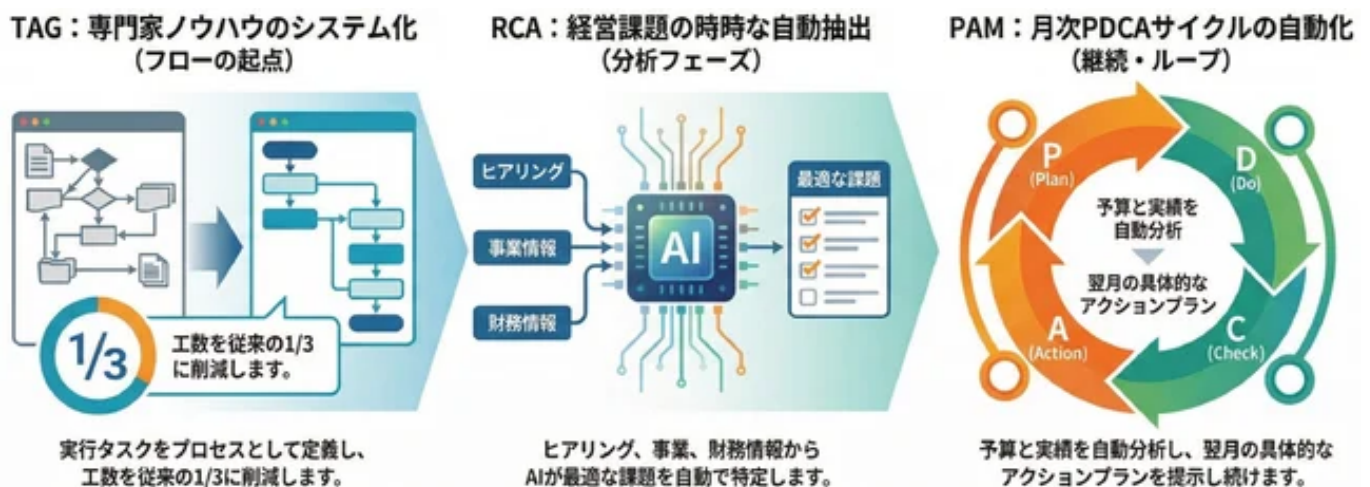 TAG：専門家ノウハウのシステム化
（フローの起点）
1/3
工数を従来の1/3
に削減します。
実行タスクをプロセスとして定義し、
工数を従来の1/3に削減します。
RCA：経営課題の時時な自動抽出
（分析フェーズ）
ヒアリング
事業情報
財務情報
AI
最適な課題
ヒアリング、事業、財務情報から
AIが最適な課題を自動で特定します。
PAM：月次PDCAサイクルの自動化
（継続・ループ）
P
(Plan)
D
(Do)
予算と実績を
自動分析
翌月の具体的な
アクションプラン
A
(Action)
C
(Check)
予算と実績を自動分析し、翌月の具体的な
アクションプランを提示し続けます。